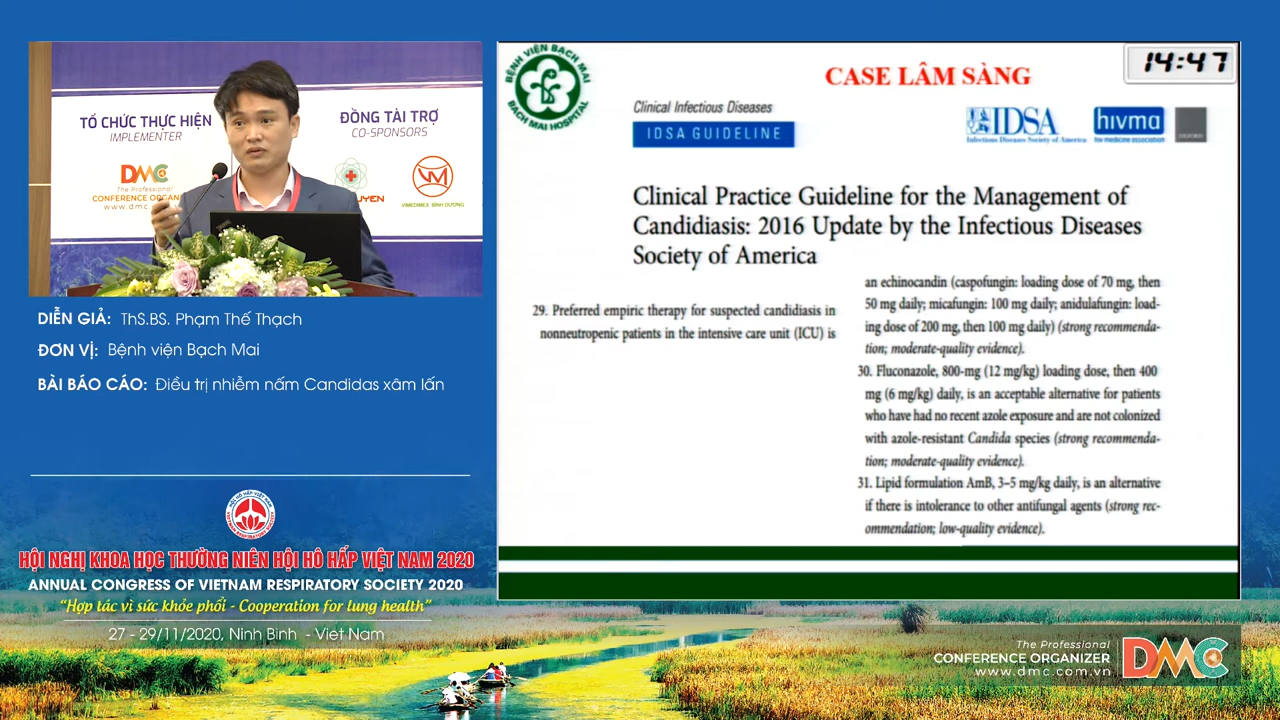 TỔ CHỨC THỰC HIỆN
IMPLEMENTER
DMC
The Professional
CONFERENCE
www.dmc.
ĐỒNG TÀI TRỢ
CO-SPONSORS
VIMEDIMEX BÌNH DƯƠNG
DIỄN GIẢ: ThS.BS. Phạm Thế Thạch
ĐƠN VỊ: Bệnh viện Bạch Mai
BÀI BÁO CÁO: Điều trị nhiễm nấm Candidas xâm lấn
HỘI HÔ HẤP VIỆT NAM
VIETNAM RESPIRATORY SOCIETY
HỘI NGHỊ KHOA HỌC THƯỜNG NIÊN HỘI HÔ HẤP VIỆT NAM 2020
ANNUAL CONGRESS OF VIETNAM RESPIRATORY SOCIETY 2020
“Hợp tác vì sức khỏe phổi - Cooperation for lung health”
27 - 29/11/2020, Ninh Bình - Việt Nam
BỆNH VIỆN BẠCH MAI
BACH MAI HOSPITAL
CASE LÂM SÀNG
14:47
Clinical Infectious Diseases
IDSA GUIDELINE
IDSA
Infectious Diseases Society of America
hivma
hiv medicine association
OXFORD
Clinical Practice Guideline for the Management of
Candidiasis: 2016 Update by the Infectious Diseases
Society of America
29. Preferred empiric therapy for suspected candidiasis in
nonneutropenic patients in the intensive care unit (ICU) is
an echinocandin (caspofungin: loading dose of 70 mg, then
50 mg daily; micafungin: 100 mg daily; anidulafungin: load-
ing dose of 200 mg, then 100 mg daily) (strong recommenda-
tion; moderate-quality evidence).
30. Fluconazole, 800-mg (12 mg/kg) loading dose, then 400
mg (6 mg/kg) daily, is an acceptable alternative for patients
who have had no recent azole exposure and are not colonized
with azole-resistant Candida species (strong recommenda-
tion; moderate-quality evidence).
31. Lipid formulation AmB, 3–5 mg/kg daily, is an alternative
if there is intolerance to other antifungal agents (strong rec-
ommendation; low-quality evidence).
The Professional
CONFERENCE ORGANIZER
www.dmc.com.vn
DMC